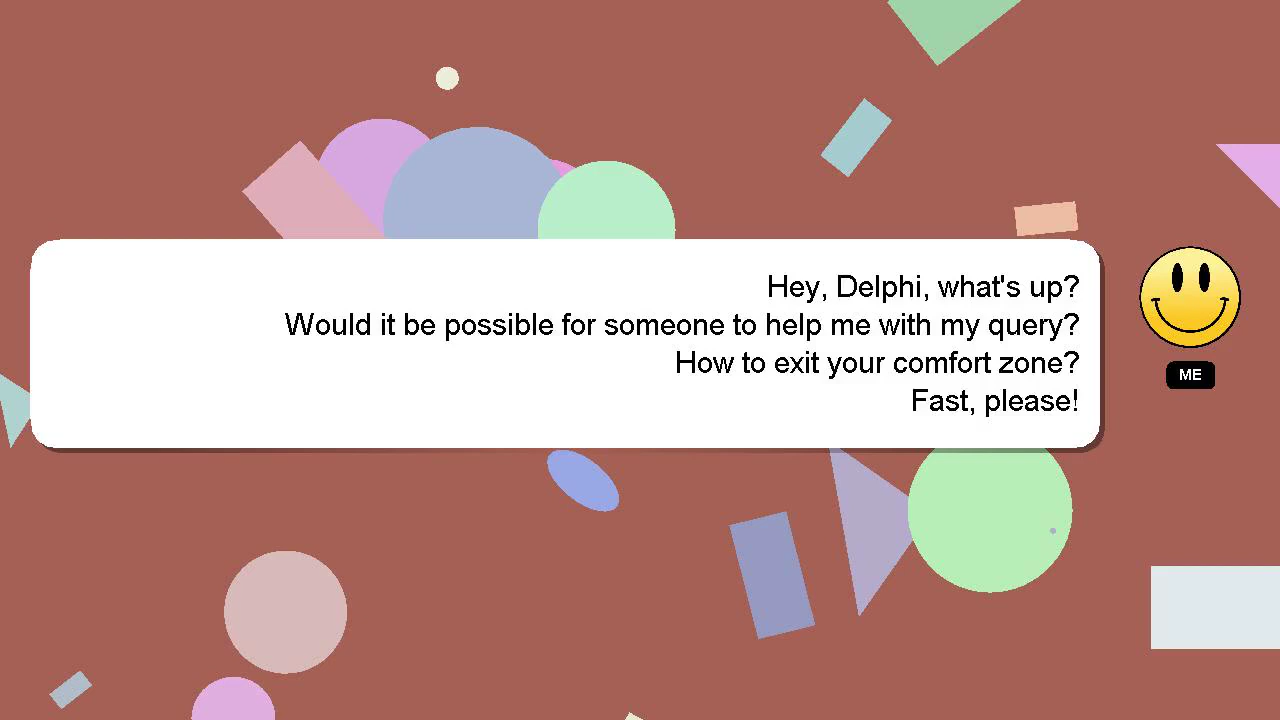 Hey, Delphi, what's up?
Would it be possible for someone to help me with my query?
How to exit your comfort zone?
Fast, please!
ME